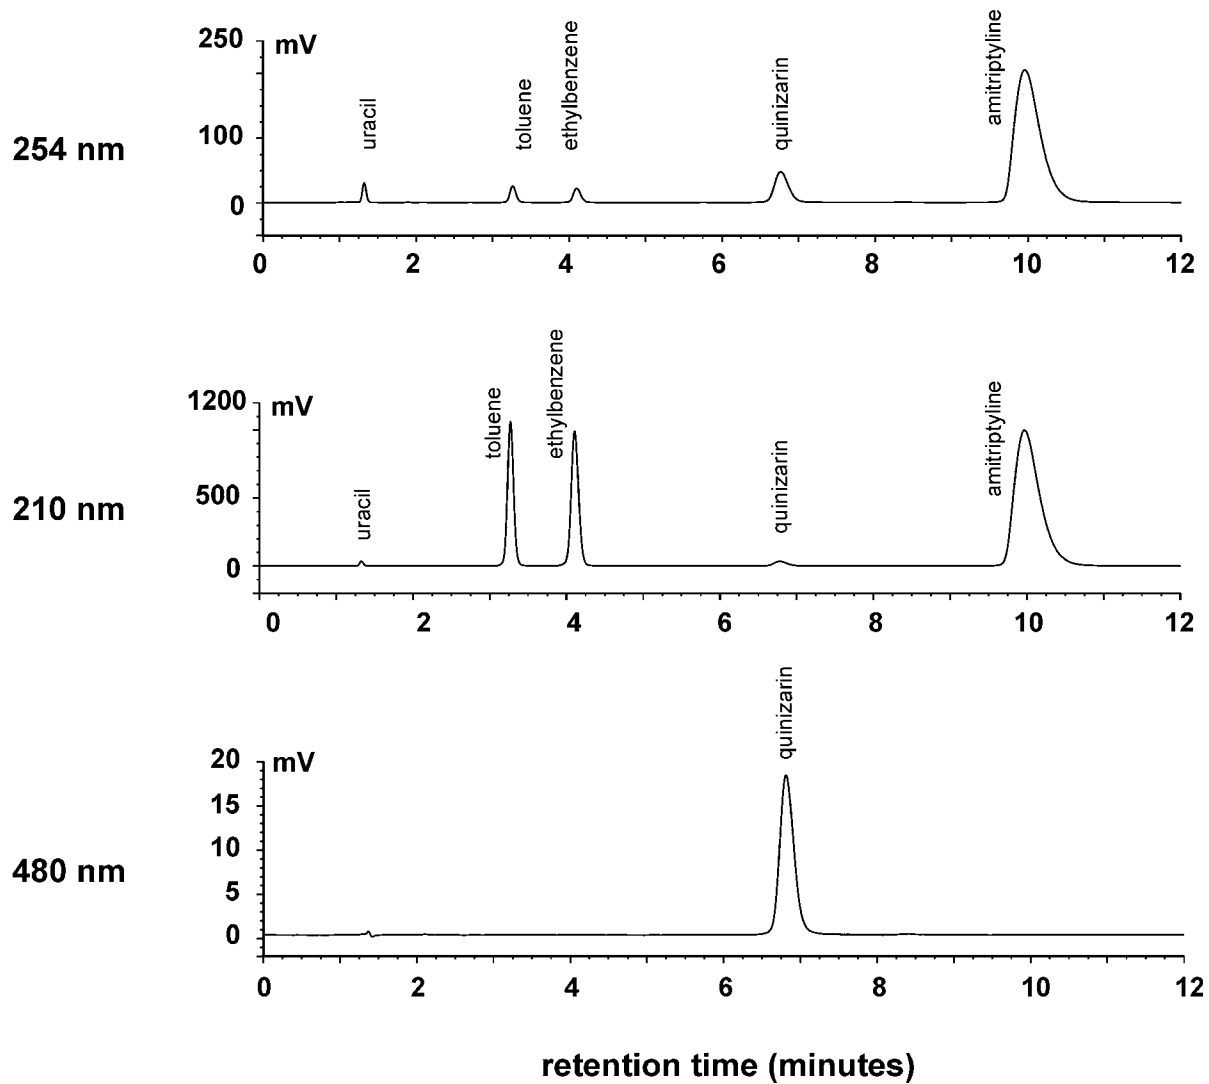 250 mV
uracil
toluene
ethylbenzene
quinizarin
amitriptyline
254 nm
100
0
0 2 4 6 8 10 12
1200 mV
uracil
toluene
ethylbenzene
quinizarin
amitriptyline
210 nm
500
0
0 2 4 6 8 10 12
quinizarin
20 mV
15
10
480 nm
5
0
0 2 4 6 8 10 12
retention time (minutes)